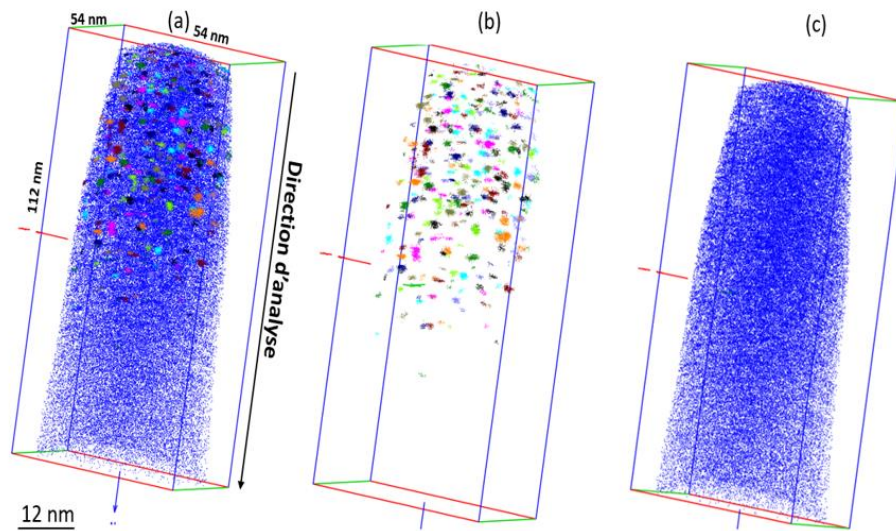 (a)
(b)
(c)
54 nm
54 nm
112 nm
Direction d'analyse
12 nm